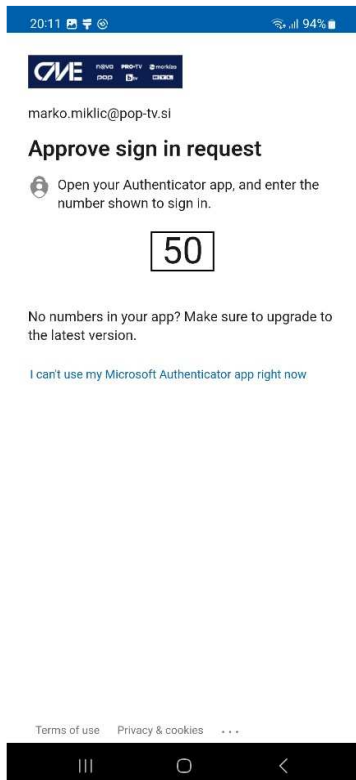 20:11 94%
CME nova PRO·TV markiza
pop
marko.miklic@pop-tv.si
Approve sign in request
Open your Authenticator app, and enter the
number shown to sign in.
50
No numbers in your app? Make sure to upgrade to
the latest version.
I can't use my Microsoft Authenticator app right now
Terms of use Privacy & cookies ...